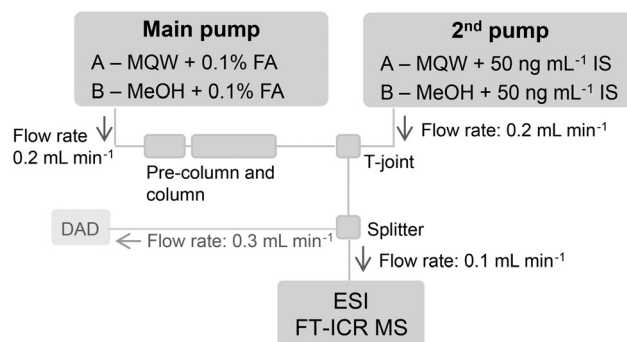 Main pump
A – MQW + 0.1% FA
B – MeOH + 0.1% FA
2nd pump
A – MQW + 50 ng mL-1 IS
B – MeOH + 50 ng mL-1 IS
Flow rate
0.2 mL min-1
Flow rate: 0.2 mL min-1
Pre-column and
column
T-joint
DAD
Flow rate: 0.3 mL min-1
Splitter
Flow rate: 0.1 mL min-1
ESI
FT-ICR MS